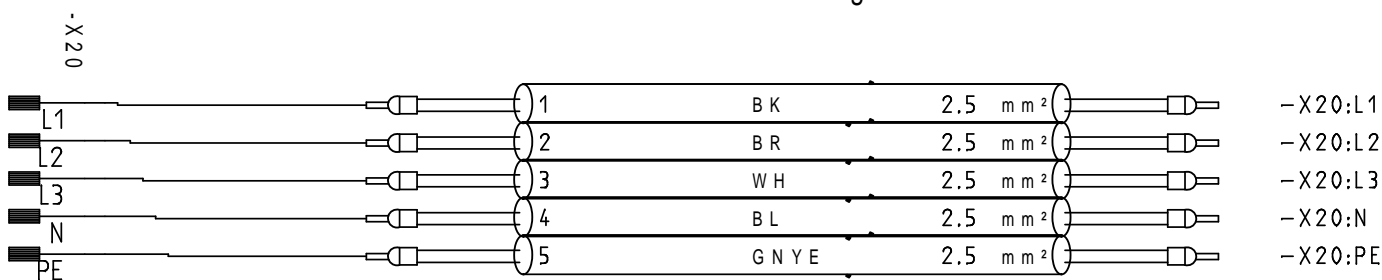 -X20
L1
1 BK 2.5 mm² -X20:L1
L2
2 BR 2.5 mm² -X20:L2
L3
3 WH 2.5 mm² -X20:L3
N
4 BL 2.5 mm² -X20:N
PE
5 GNYE 2.5 mm² -X20:PE